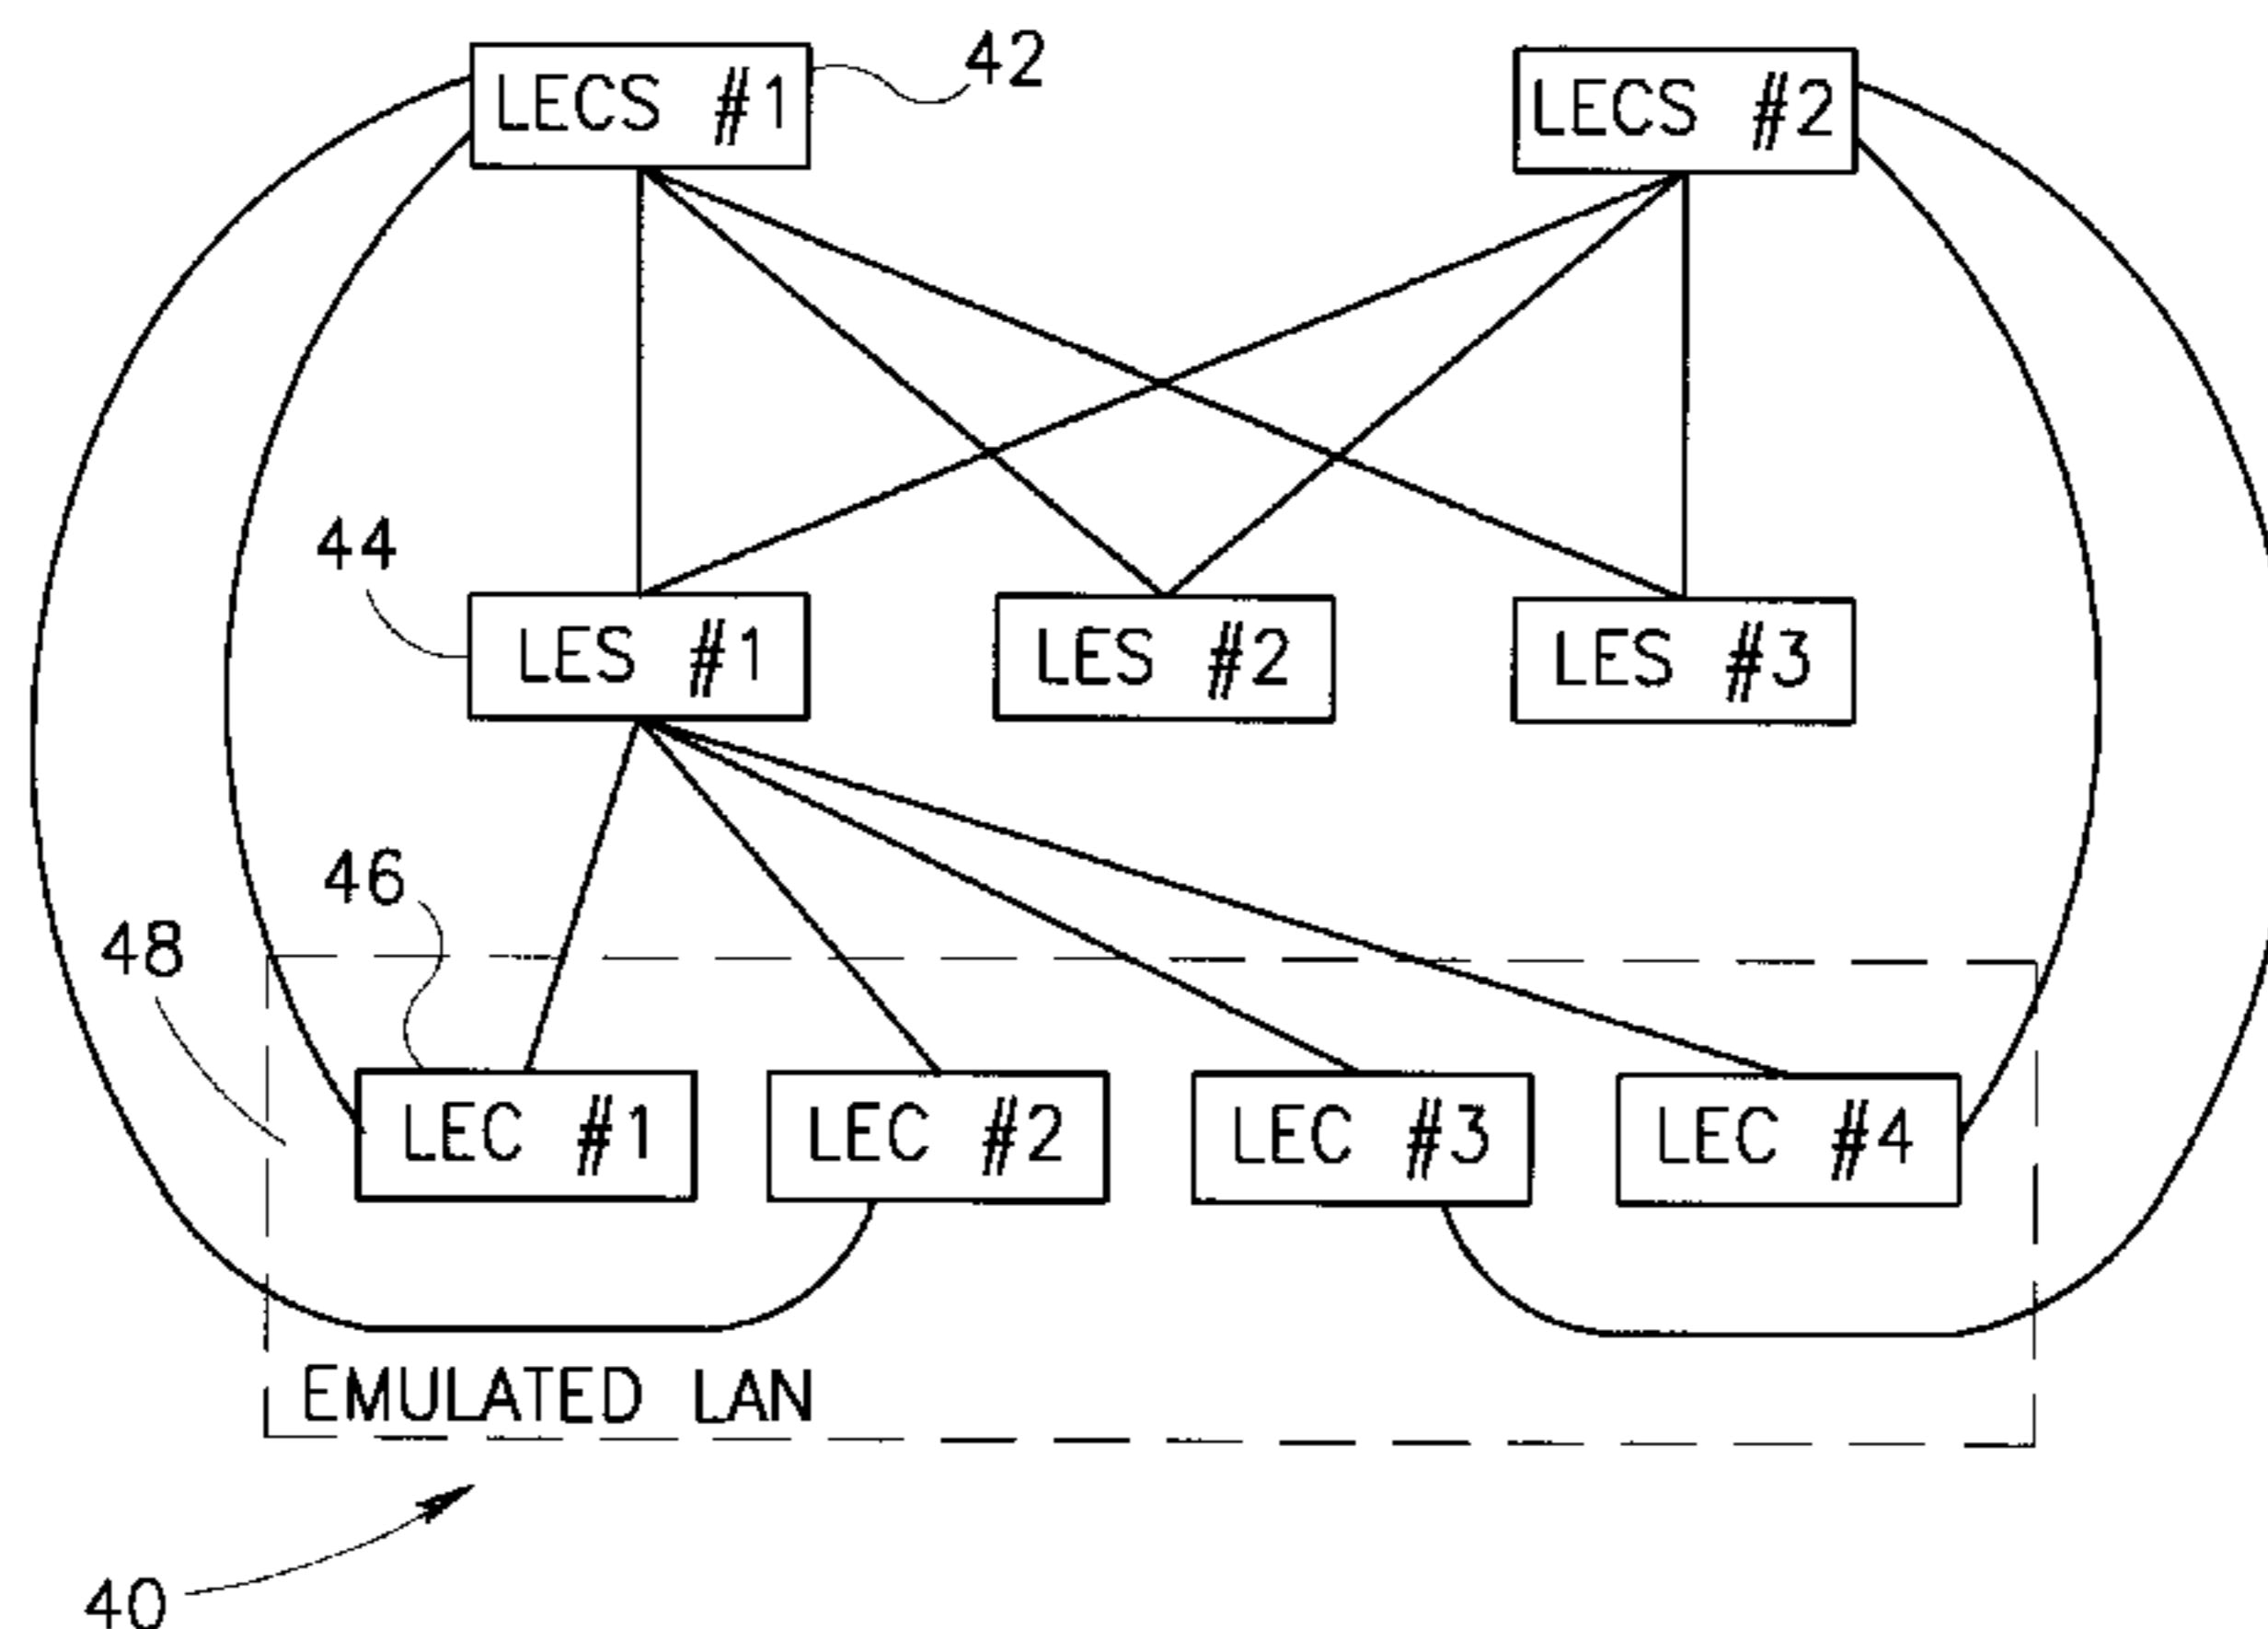 LECS #1
42
LECS #2
44
LES #1
LES #2
LES #3
46
48
LEC #1
LEC #2
LEC #3
LEC #4
EMULATED LAN
40